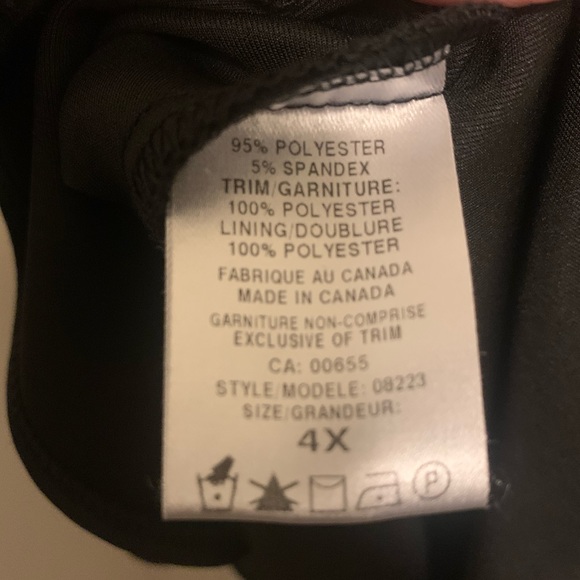 95% POLYESTER
5% SPANDEX
TRIM/GARNITURE:
100% POLYESTER
LINING/DOUBLURE
100% POLYESTER
FABRIQUE AU CANADA
MADE IN CANADA
GARNITURE NON-COMPRISE
EXCLUSIVE OF TRIM
CA: 00655
STYLE/MODELE: 08223
SIZE/GRANDEUR:
4X
P